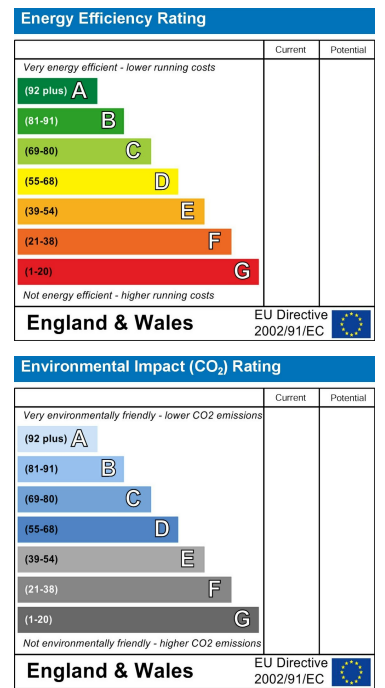 Energy Efficiency Rating
Current Potential
Very energy efficient - lower running costs
(92 plus) A
(81-91) B
(69-80) C
(55-68) D
(39-54) E
(21-38) F
(1-20) G
Not energy efficient - higher running costs
England & Wales
EU Directive
2002/91/EC
Environmental Impact (CO₂) Rating
Current Potential
Very environmentally friendly - lower CO2 emissions
(92 plus) A
(81-91) B
(69-80) C
(55-68) D
(39-54) E
(21-38) F
(1-20) G
Not environmentally friendly - higher CO2 emissions
England & Wales
EU Directive
2002/91/EC